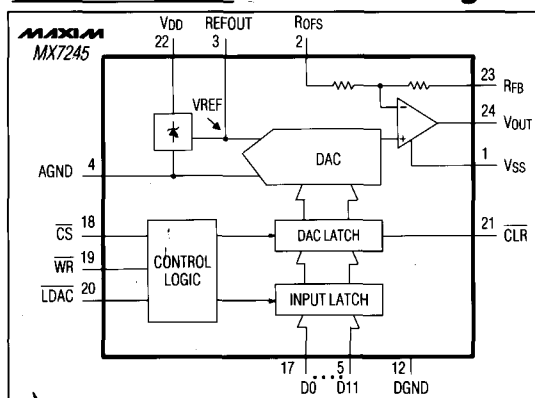 MAXIM
MX7245
VDD
22
REFOUT
3
ROFS
2
VREF
23
RFB
24
VOUT
1
VSS
AGND
4
DAC
CS
18
WR
19
LDAC
20
CONTROL
LOGIC
DAC LATCH
21
CLR
INPUT LATCH
17
5
12
D0
D11
DGND